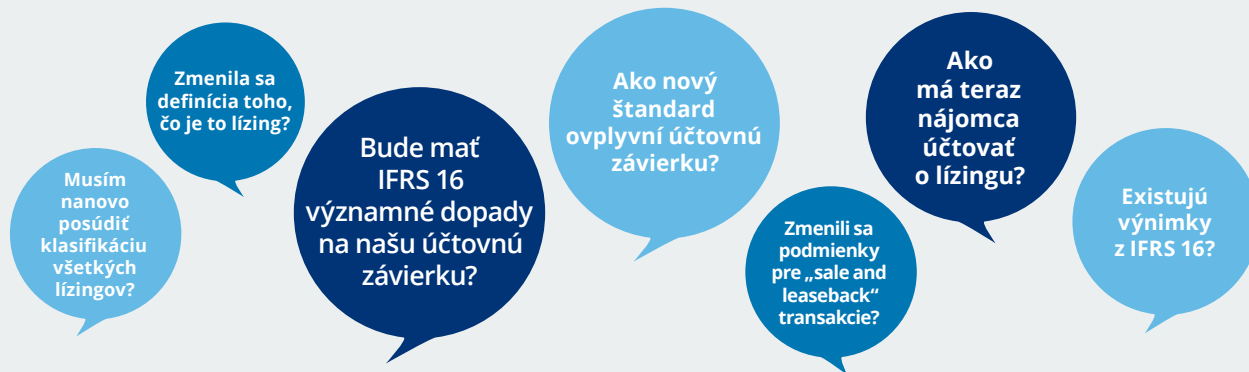 Musím
nanovo
posúdiť
klasifikáciu
všetkých
lízingov?
Zmenila sa
definícia toho,
čo je to lízing?
Bude mať
IFRS 16
významné dopady
na našu účtovnú
závierku?
Ako nový
štandard
ovplyvní účtovnú
závierku?
Zmenili sa
podmienky
pre „sale and
leaseback“
transakcie?
Ako
má teraz
nájomca
účtovať
o lízingu?
Existujú
výnimky
z IFRS 16?